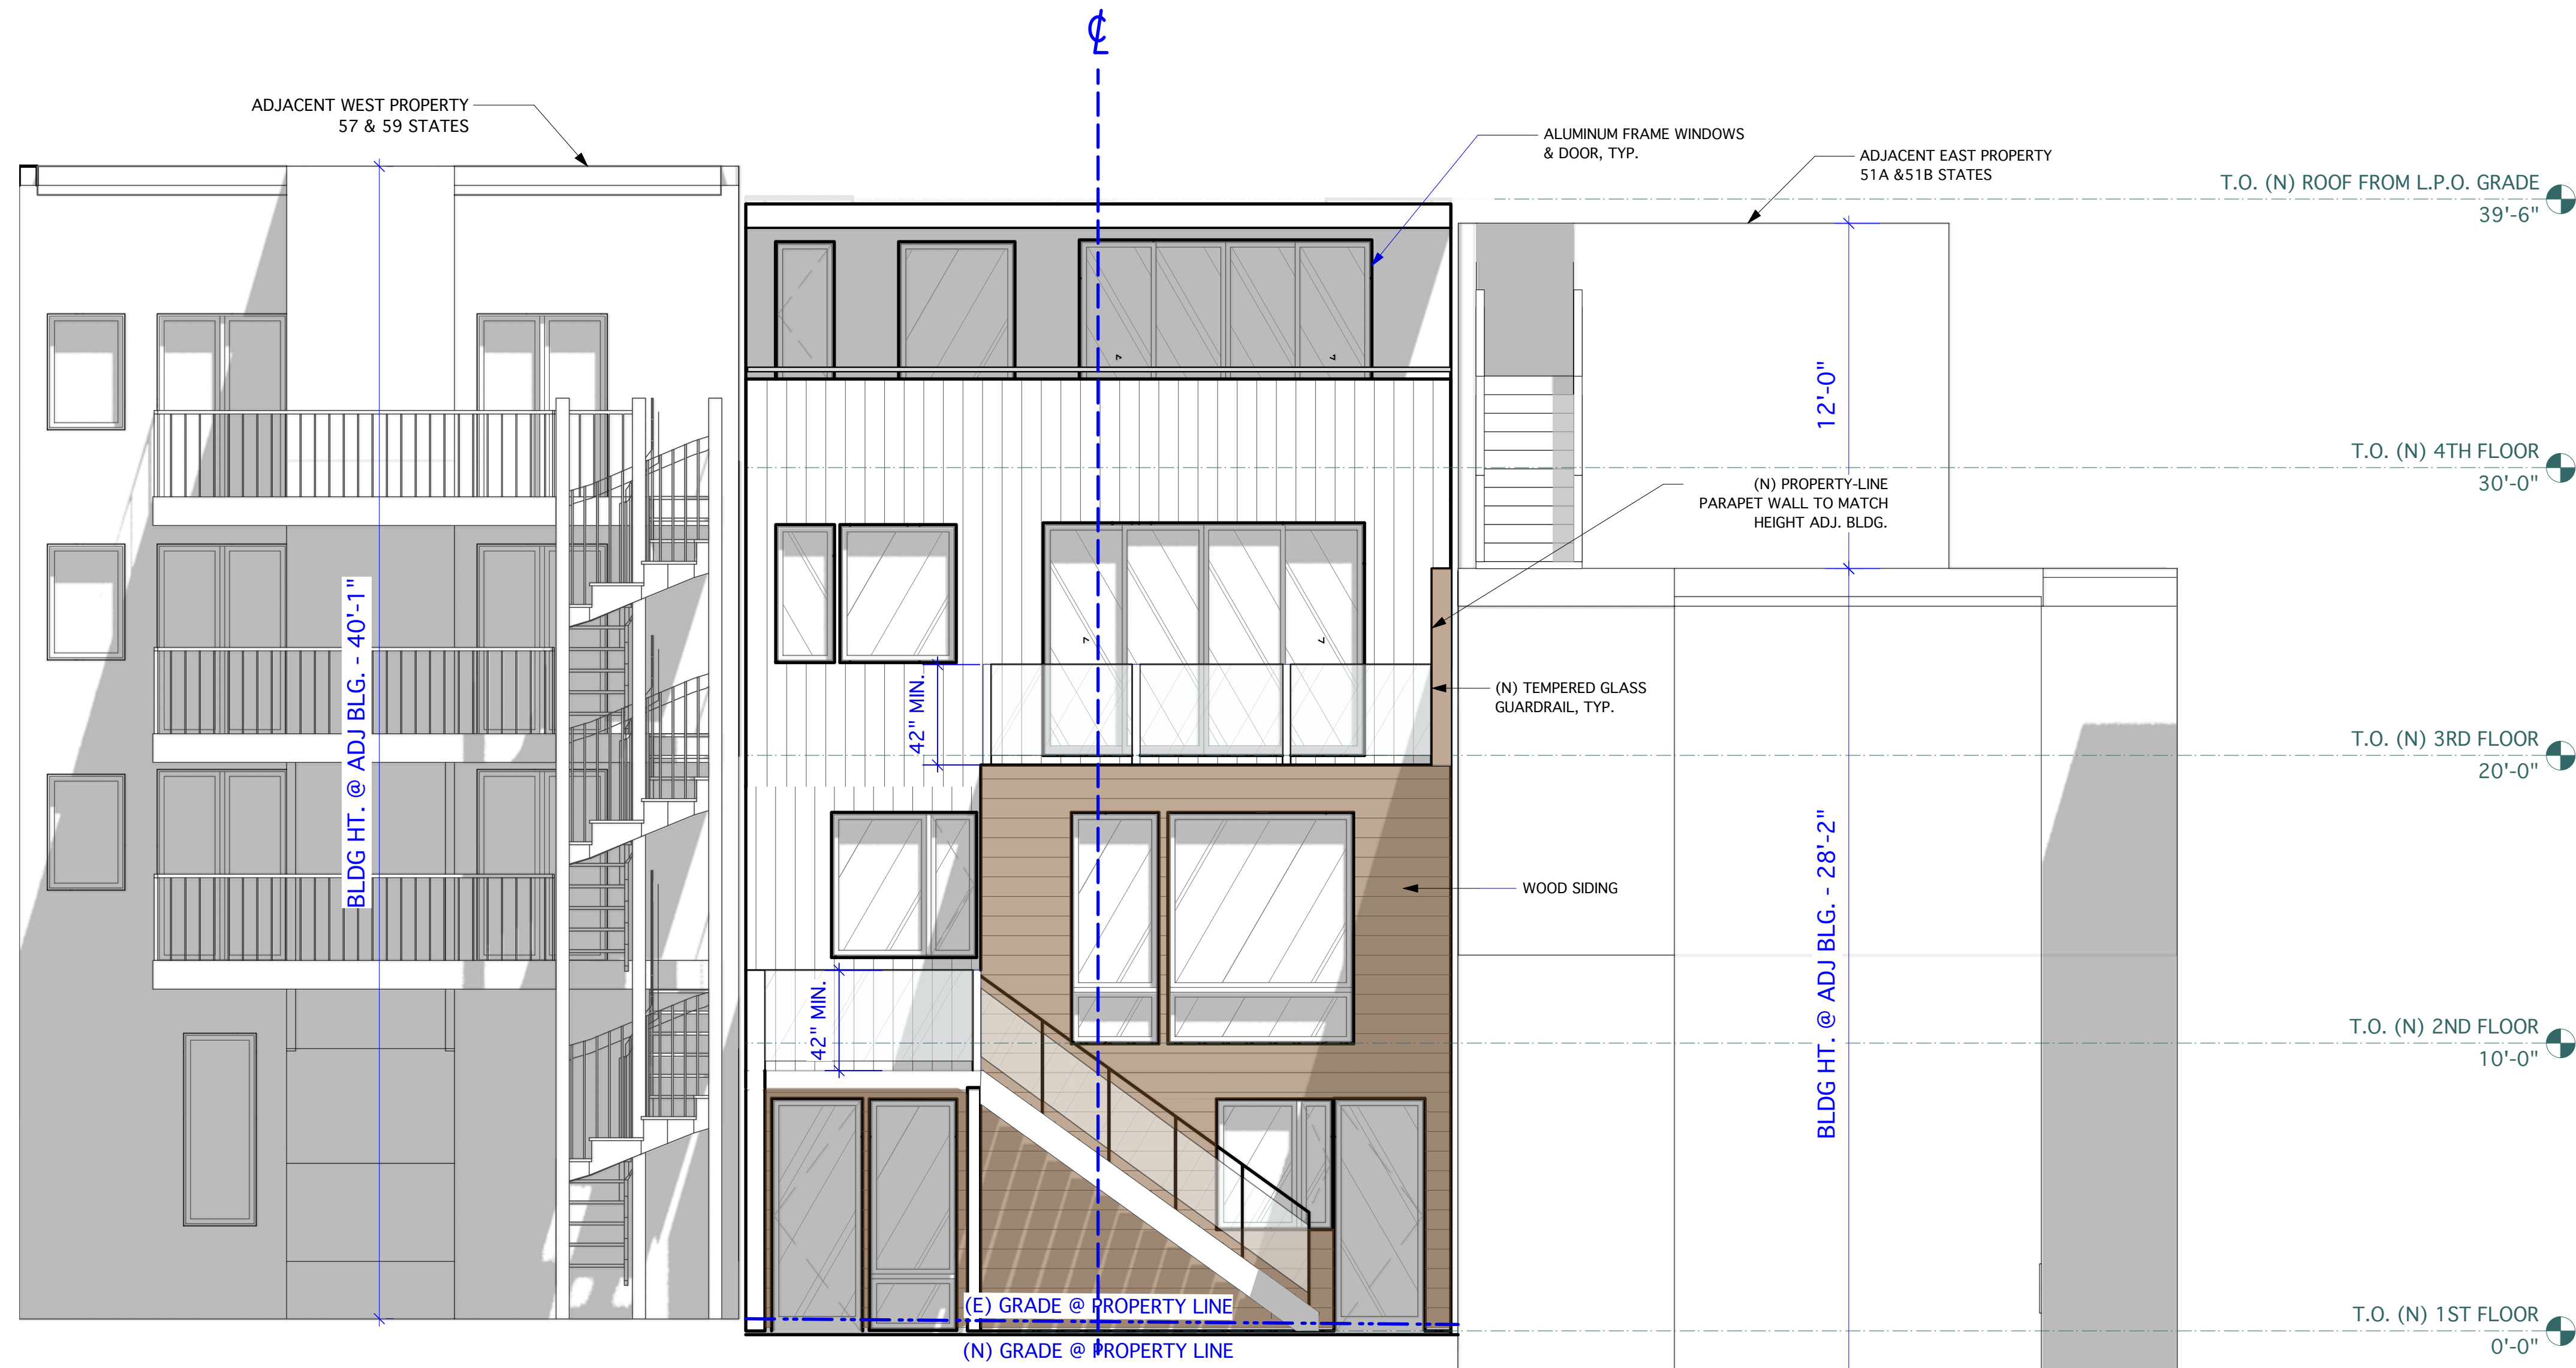 ℄
ADJACENT WEST PROPERTY
57 & 59 STATES
ALUMINUM FRAME WINDOWS
& DOOR, TYP.
ADJACENT EAST PROPERTY
51A &51B STATES
T.O. (N) ROOF FROM L.P.O. GRADE
39'-6"
12'-0"
T.O. (N) 4TH FLOOR
30'-0"
(N) PROPERTY-LINE
PARAPET WALL TO MATCH
HEIGHT ADJ. BLDG.
BLDG HT. @ ADJ BLG. - 40'-1"
42" MIN.
(N) TEMPERED GLASS
GUARDRAIL, TYP.
T.O. (N) 3RD FLOOR
20'-0"
WOOD SIDING
BLDG HT. @ ADJ BLG. - 28'-2"
42" MIN.
T.O. (N) 2ND FLOOR
10'-0"
(E) GRADE @ PROPERTY LINE
(N) GRADE @ PROPERTY LINE
T.O. (N) 1ST FLOOR
0'-0"